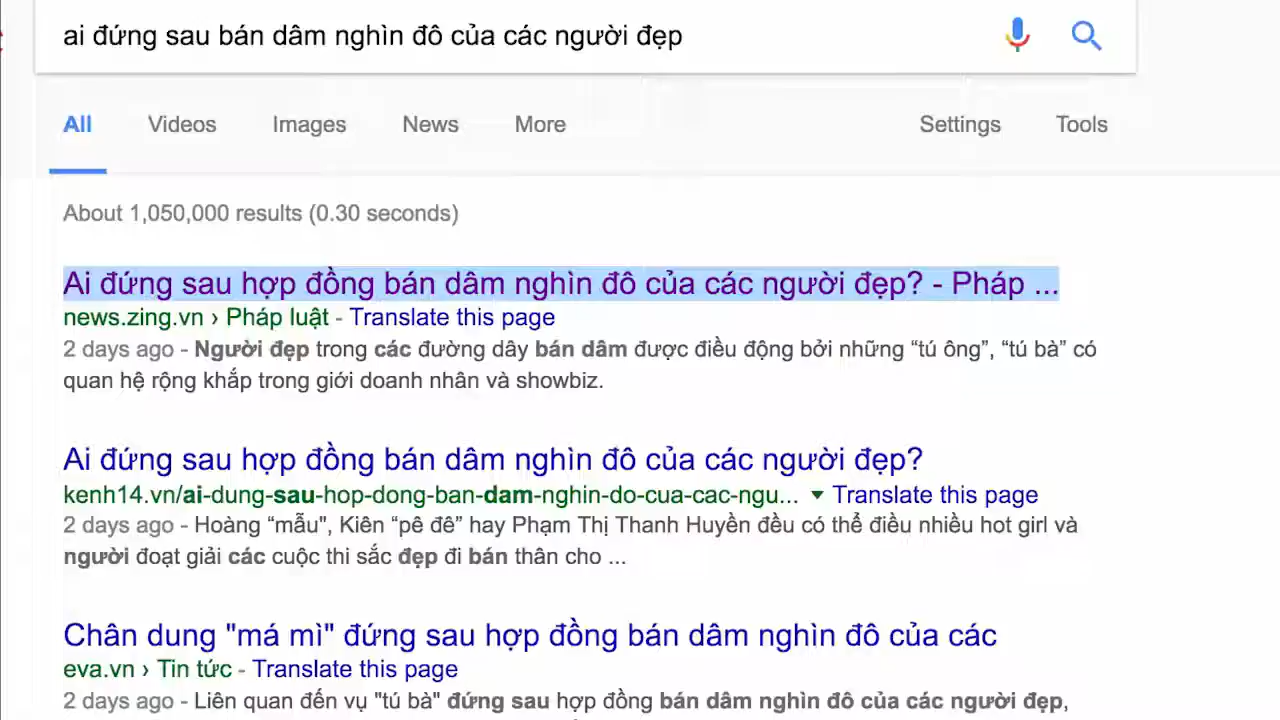 ai đứng sau bán dâm nghìn đô của các người đẹp
All Videos Images News More Settings Tools
About 1,050,000 results (0.30 seconds)
Ai đứng sau hợp đồng bán dâm nghìn đô của các người đẹp? - Pháp ...
news.zing.vn › Pháp luật - Translate this page
2 days ago - Người đẹp trong các đường dây bán dâm được điều động bởi những “tú ông”, “tú bà” có
quan hệ rộng khắp trong giới doanh nhân và showbiz.
Ai đứng sau hợp đồng bán dâm nghìn đô của các người đẹp?
kenh14.vn/ai-dung-sau-hop-dong-ban-dam-nghin-do-cua-cac-ngu... ▼ Translate this page
2 days ago - Hoàng “mẫu", Kiên “pê đê” hay Phạm Thị Thanh Huyền đều có thể điều nhiều hot girl và
người đoạt giải các cuộc thi sắc đẹp đi bán thân cho ...
Chân dung "má mì" đứng sau hợp đồng bán dâm nghìn đô của các
eva.vn › Tin tức - Translate this page
2 days ago - Liên quan đến vụ "tú bà" đứng sau hợp đồng bán dâm nghìn đô của các người đẹp,